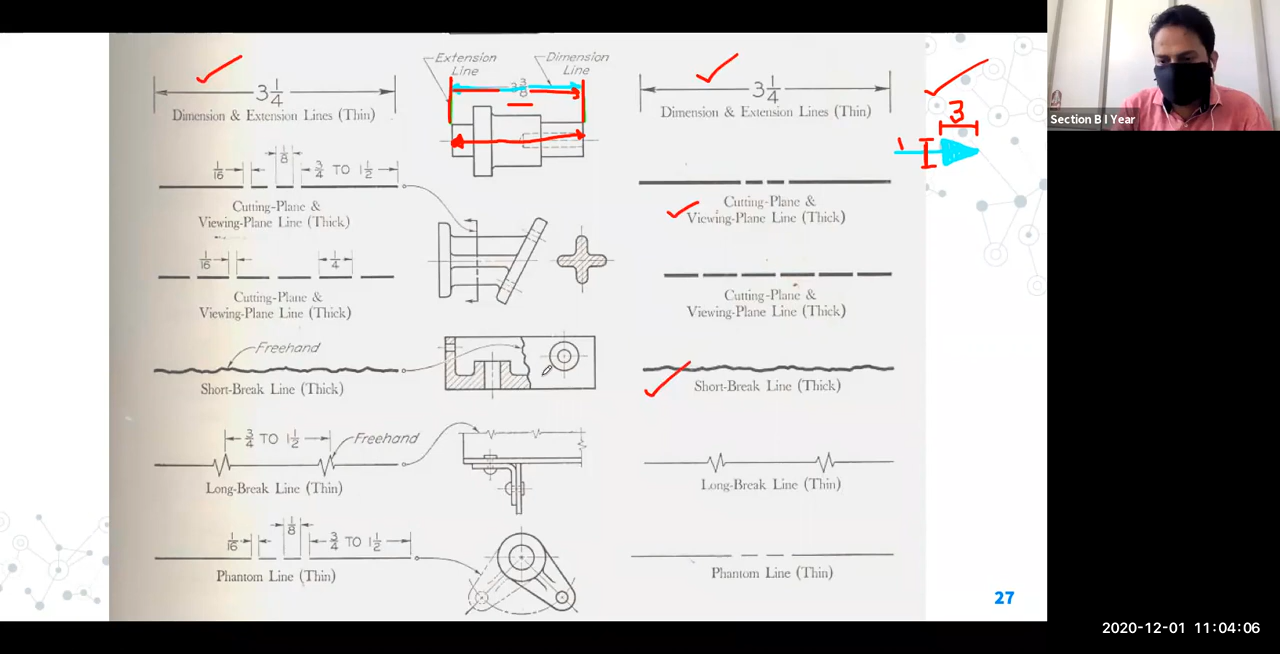 3 1/4
Dimension & Extension Lines (Thin)
Extension
Line
Dimension
Line
3 3/8
3 1/4
Dimension & Extension Lines (Thin)
3
1
Section B I Year
1/16
1/8
3/4 TO 1 1/2
Cutting-Plane &
Viewing-Plane Line (Thick)
Cutting-Plane &
Viewing-Plane Line (Thick)
1/16
1/4
Cutting-Plane &
Viewing-Plane Line (Thick)
Cutting-Plane &
Viewing-Plane Line (Thick)
Freehand
Short-Break Line (Thick)
Short-Break Line (Thick)
3/4 TO 1 1/2
Freehand
Long-Break Line (Thin)
Long-Break Line (Thin)
1/16
1/8
3/4 TO 1 1/2
Phantom Line (Thin)
Phantom Line (Thin)
27
2020-12-01 11:04:06